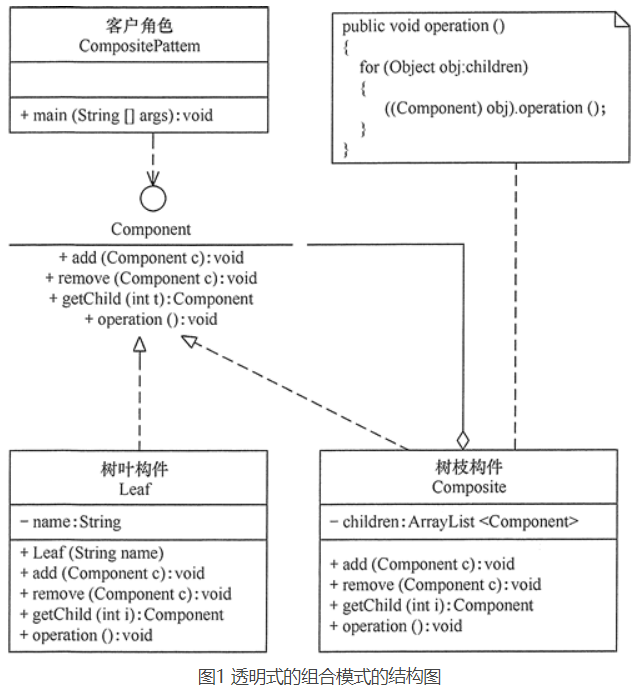 客户角色
CompositePattem
+ main (String [] args):void
public void operation ()
{
for (Object obj:children)
{
((Component) obj).operation ();
}
}
Component
+ add (Component c):void
+ remove (Component c):void
+ getChild (int t):Component
+ operation ():void
树叶构件
Leaf
- name:String
+ Leaf (String name)
+ add (Component c):void
+ remove (Component c):void
+ getChild (int i):Component
+ operation ():void
树枝构件
Composite
- children:ArrayList <Component>
+ add (Component c):void
+ remove (Component c):void
+ getChild (int i):Component
+ operation ():void
图1 透明式的组合模式的结构图